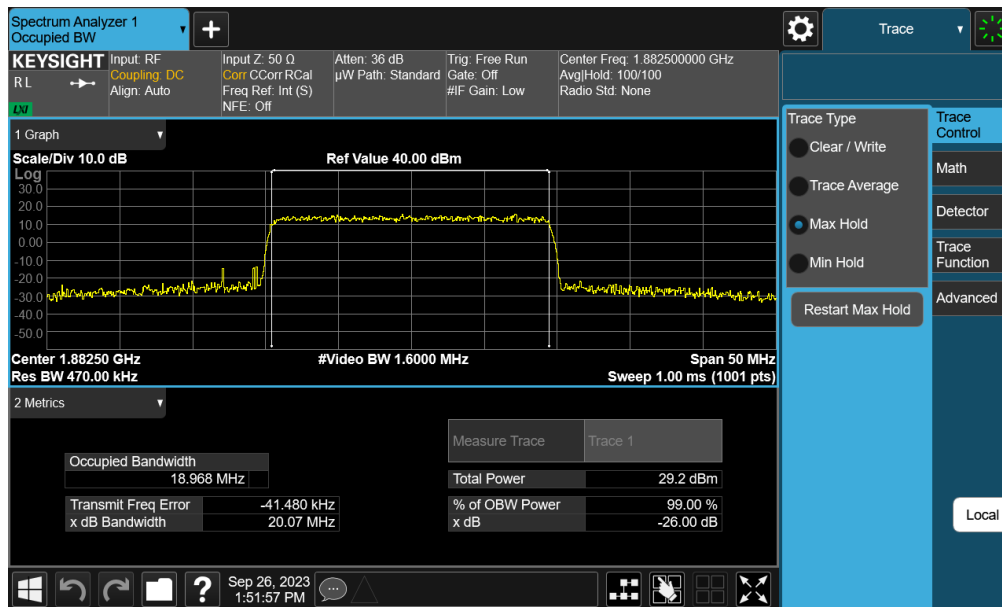 Spectrum Analyzer 1
Occupied BW
+
Trace
KEYSIGHT
R L
LXI
Input: RF
Coupling: DC
Align: Auto
Input Z: 50 Ω
Corr CCorr RCal
Freq Ref: Int (S)
NFE: Off
Atten: 36 dB
µW Path: Standard
Trig: Free Run
Gate: Off
#IF Gain: Low
Center Freq: 1.882500000 GHz
Avg|Hold: 100/100
Radio Std: None
1 Graph
Scale/Div 10.0 dB
Ref Value 40.00 dBm
Log
30.0
20.0
10.0
0.00
-10.0
-20.0
-30.0
-40.0
-50.0
Center 1.88250 GHz
#Video BW 1.6000 MHz
Span 50 MHz
Res BW 470.00 kHz
Sweep 1.00 ms (1001 pts)
2 Metrics
Measure Trace
Trace 1
Occupied Bandwidth
18.968 MHz
Total Power
29.2 dBm
Transmit Freq Error
-41.480 kHz
% of OBW Power
99.00 %
x dB Bandwidth
20.07 MHz
x dB
-26.00 dB
Trace Type
Clear / Write
Trace Average
Max Hold
Min Hold
Restart Max Hold
Trace
Control
Math
Detector
Trace
Function
Advanced
Local
?
Sep 26, 2023
1:51:57 PM